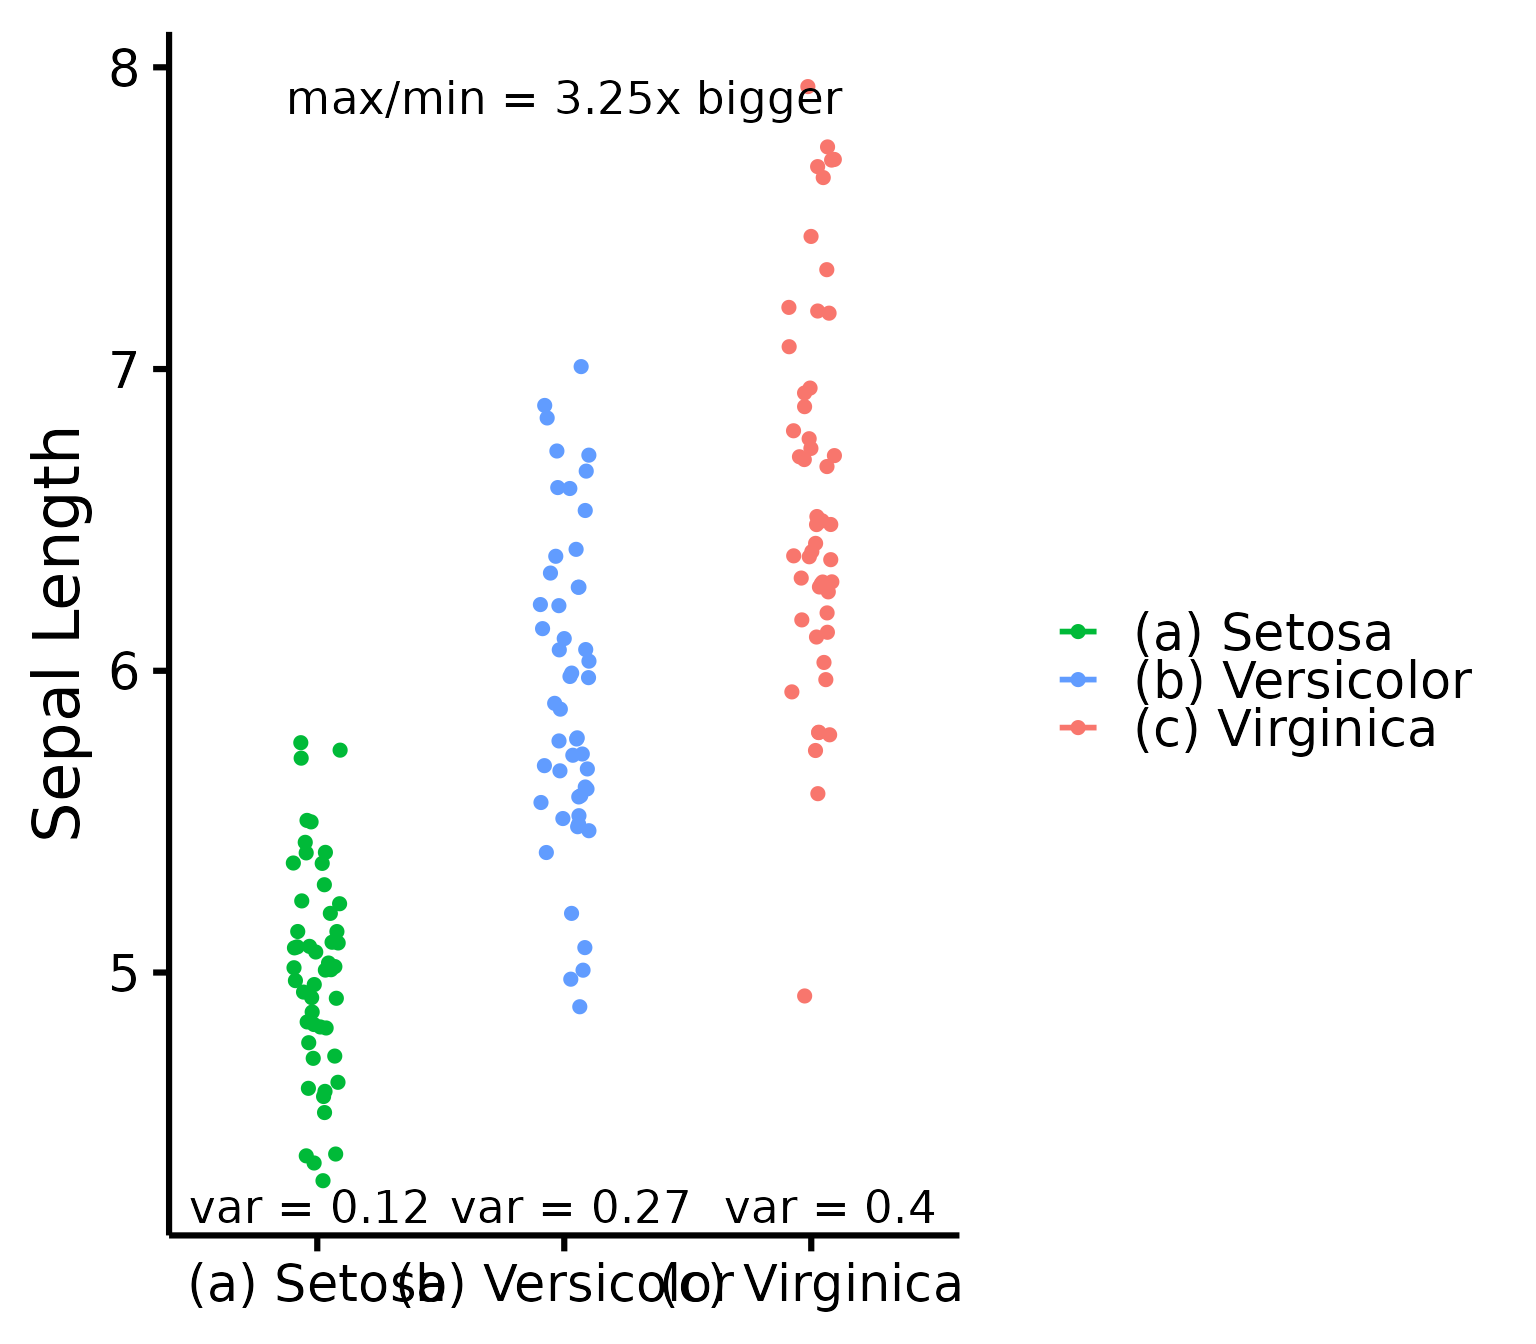 max/min = 3.25x bigger
8
7
6
5
Sepal Length
var = 0.12
var = 0.27
var = 0.4
(a) Setosa
(b) Versicolor
(c) Virginica
(a) Setosa
(b) Versicolor
(c) Virginica